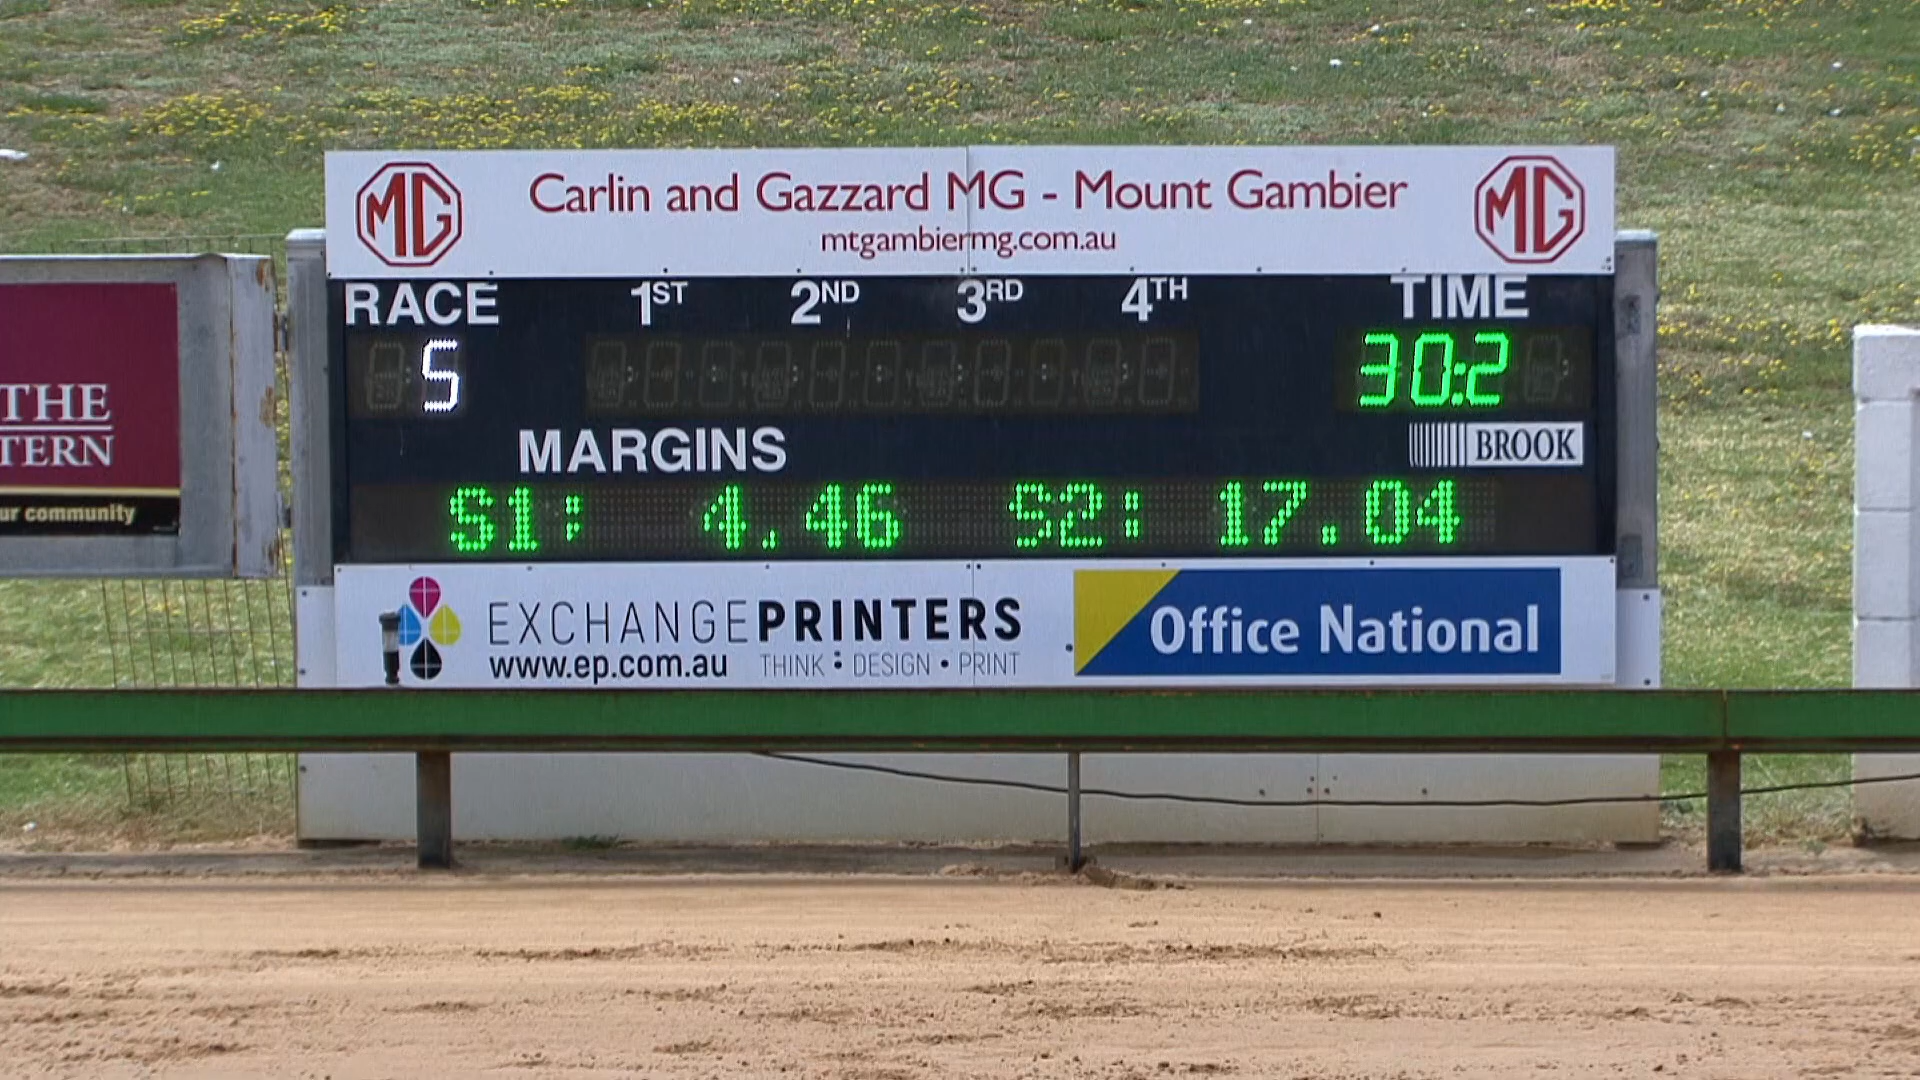 MG Carlin and Gazzard MG - Mount Gambier MG
mtgambiermg.com.au
RACE 1ST 2ND 3RD 4TH TIME
5 30:2
MARGINS BROOK
S1: 4.46 S2: 17.04
EXCHANGEPRINTERS
www.ep.com.au THINK • DESIGN • PRINT
Office National
THE
TERN
ur community